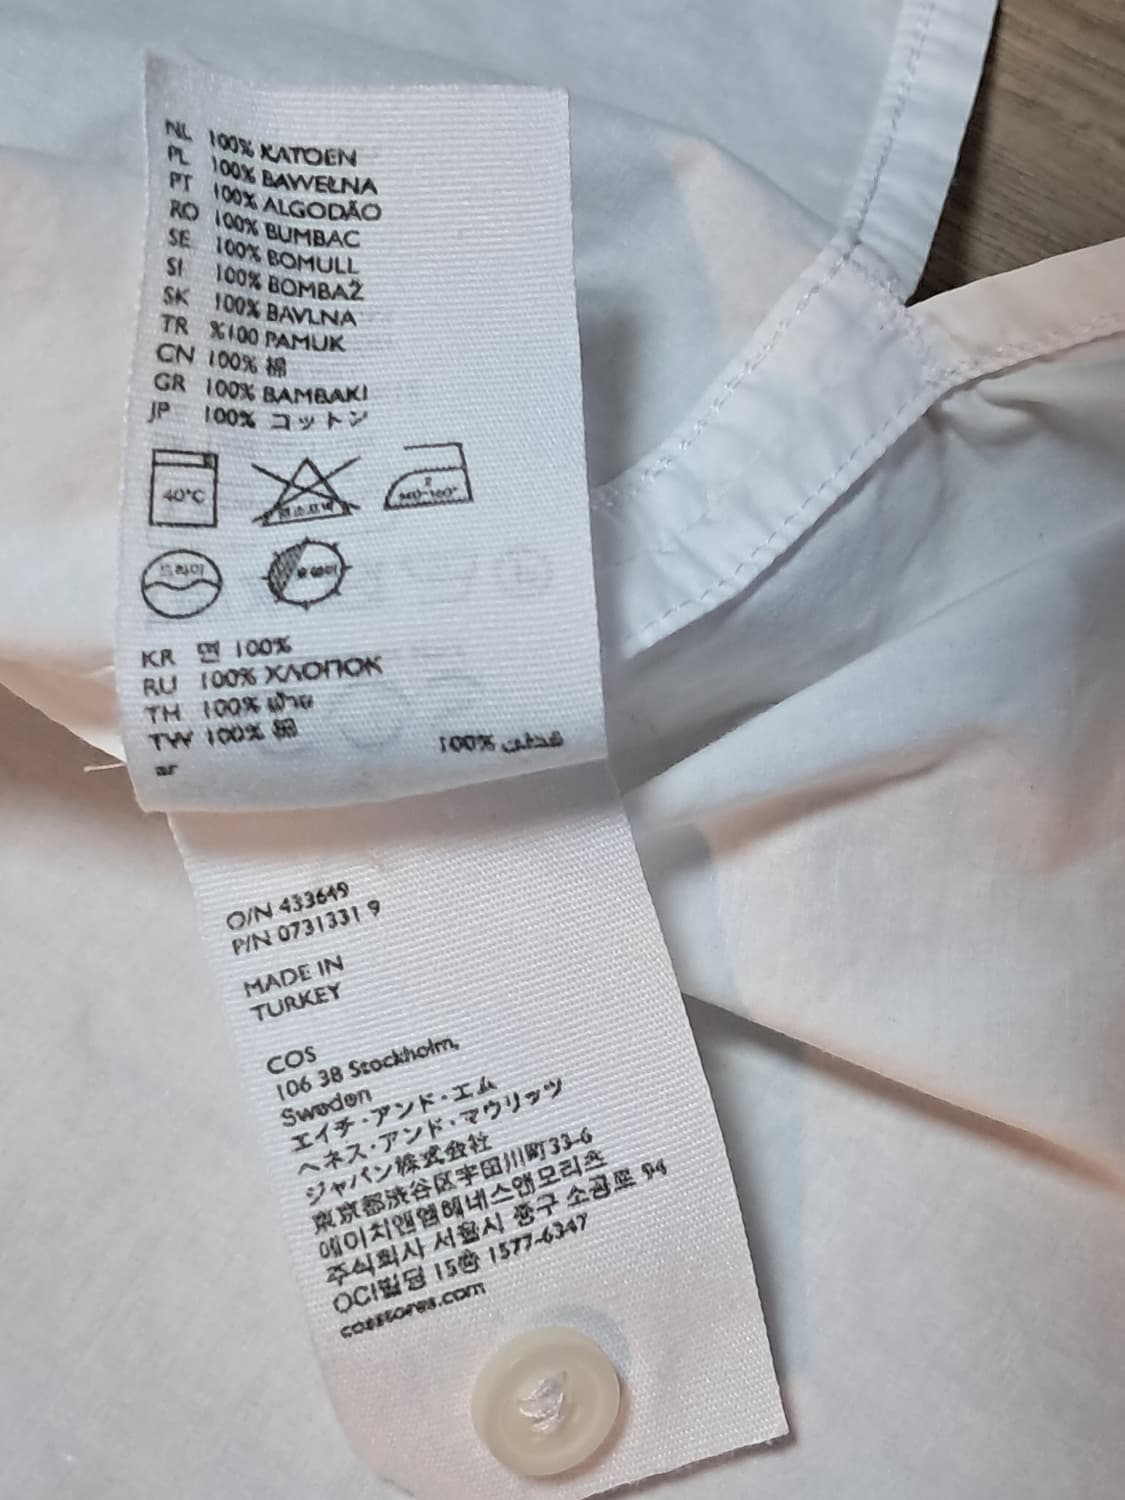 NL 100% KATOEN
PL 100% BAWEŁNA
PT 100% ALGODÃO
RO 100% BUMBAC
SE 100% BOMULL
SI 100% BOMBAŽ
SK 100% BAVLNA
TR %100 PAMUK
CN 100% 棉
GR 100% BAMBAKI
JP 100% コットン
40°C
드라이
KR 면 100%
RU 100% ХЛОПОК
TH 100% ฝ้าย
TW 100% 綿
ar 100% قطن
O/N 433649
P/N 0731331 9
MADE IN
TURKEY
COS
106 38 Stockholm,
Sweden
エイチ・アンド・エム
ヘネス・アンド・マウリッツ
ジャパン株式会社
東京都渋谷区宇田川町33-6
에이치앤엠헤네스앤모리츠
주식회사 서울시 중구 소공로 94
OCI빌딩 15층 1577-6347
cosstores.com